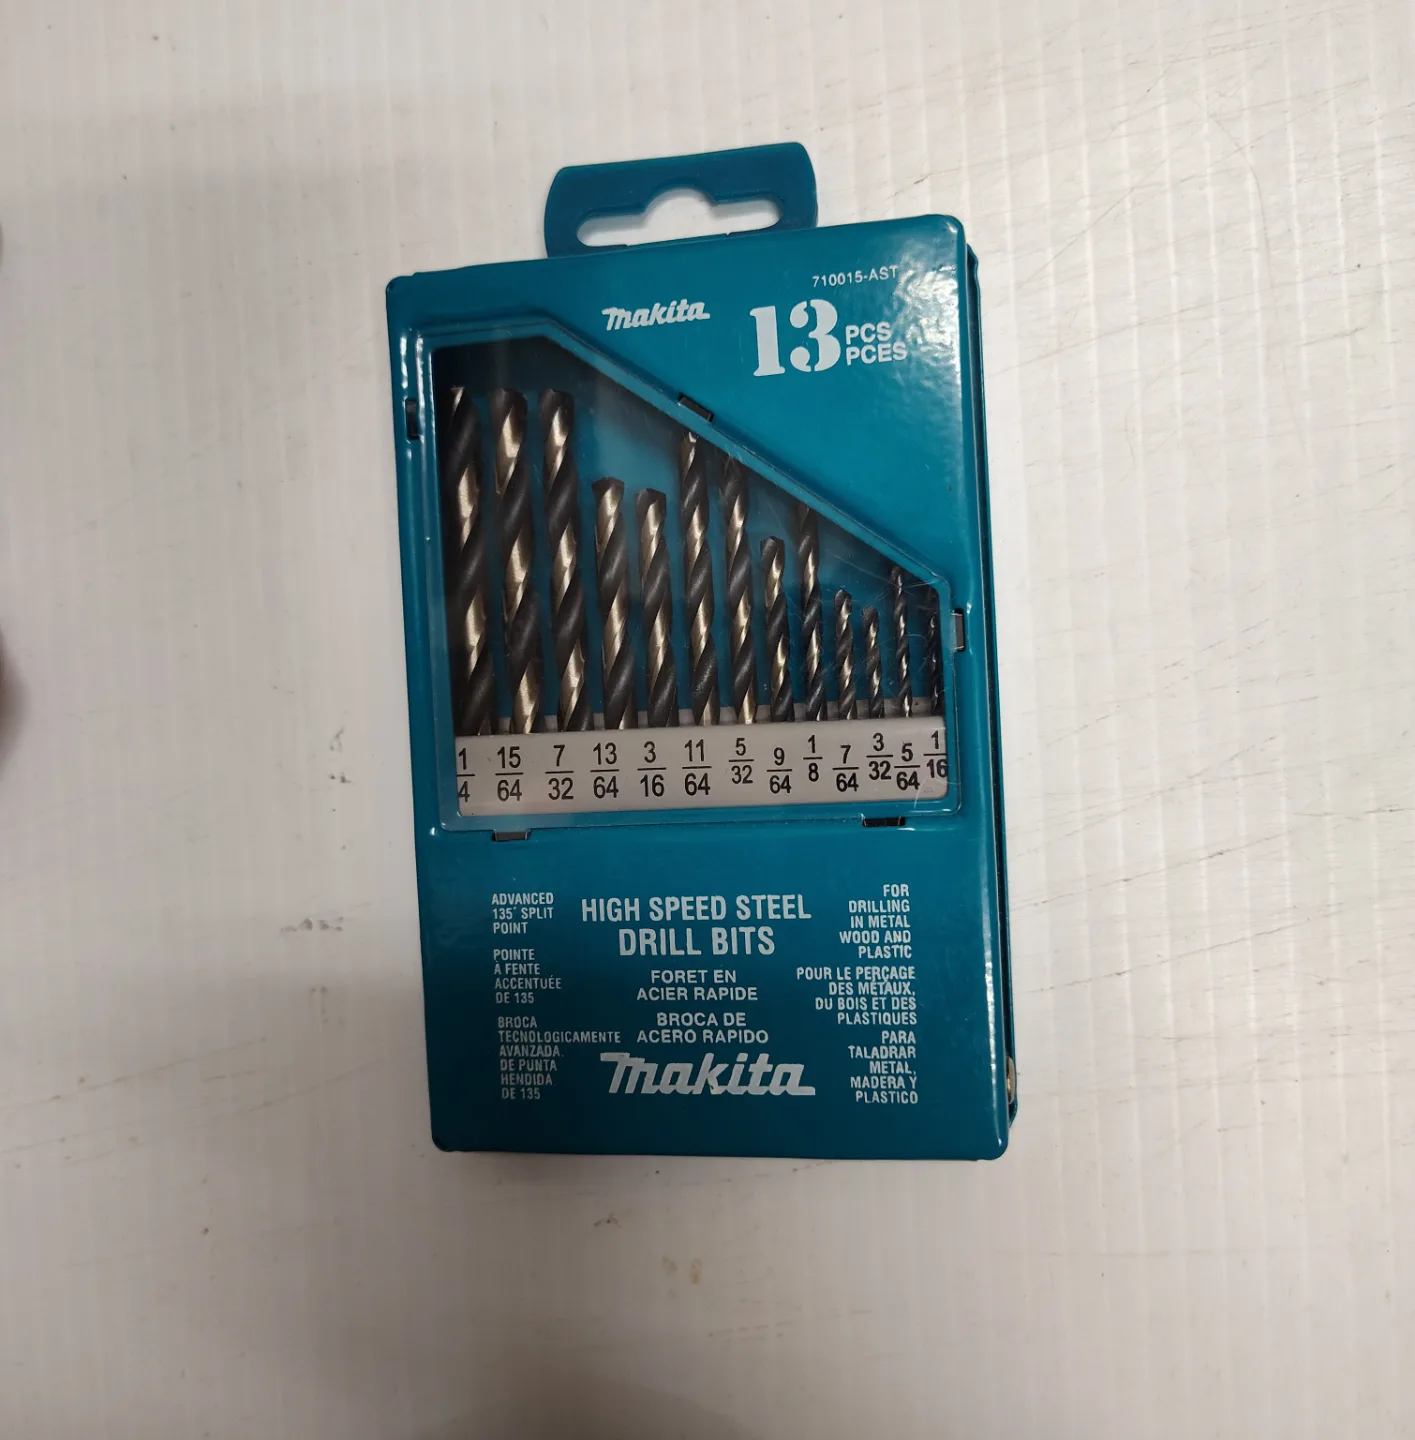 710015-AST
makita
13 PCS
PCES
1/4 15/64 7/32 13/64 3/16 11/64 5/32 9/64 1/8 7/64 3/32 5/64 1/16
ADVANCED
135° SPLIT
POINT
POINTE
À FENTE
ACCENTUÉE
DE 135
BROCA
TECNOLOGICAMENTE
AVANZADA.
DE PUNTA
HENDIDA
DE 135
HIGH SPEED STEEL
DRILL BITS
FORET EN
ACIER RAPIDE
BROCA DE
ACERO RAPIDO
makita
FOR
DRILLING
IN METAL
WOOD AND
PLASTIC
POUR LE PERÇAGE
DES MÉTAUX,
DU BOIS ET DES
PLASTIQUES
PARA
TALADRAR
METAL,
MADERA Y
PLASTICO